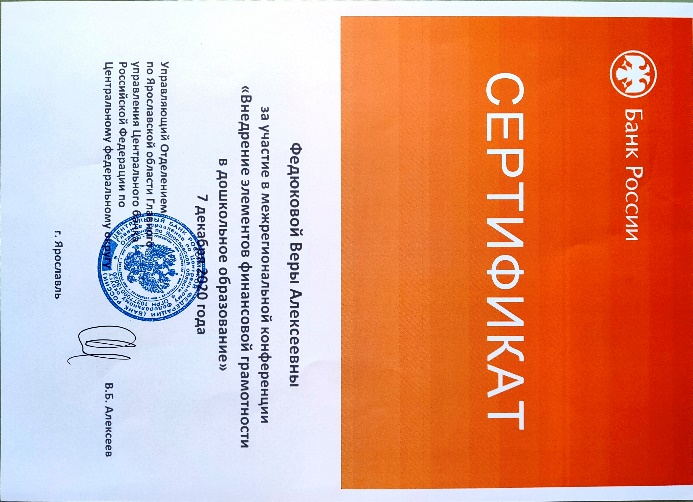 Банк России
СЕРТИФИКАТ
Федюковой Веры Алексеевны
за участие в межрегиональной конференции
«Внедрение элементов финансовой грамотности
в дошкольное образование»
7 декабря 2020 года
Управляющий Отделением
по Ярославской области Главного
управления Центрального банка
Российской Федерации по
Центральному федеральному округу
В.Б. Алексеев
г. Ярославль